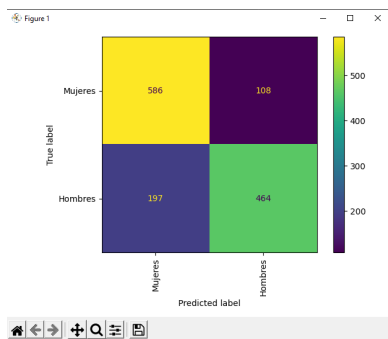 Figure 1
Mujeres
586
108
Hombres
197
464
True label
Mujeres
Hombres
Predicted label
500
400
300
200